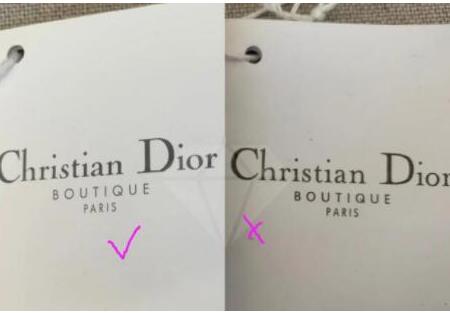 Christian Dior
BOUTIQUE
PARIS
Christian Dior
BOUTIQUE
PARIS